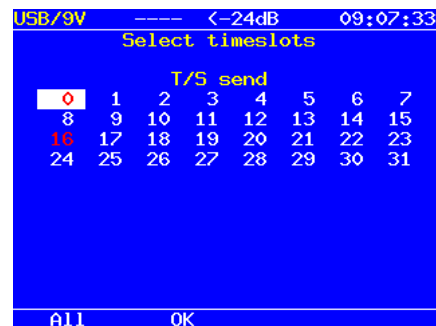 USB/9V ---- <-24dB 09:07:33
Select timeslots
T/S send
0 1 2 3 4 5 6 7
8 9 10 11 12 13 14 15
16 17 18 19 20 21 22 23
24 25 26 27 28 29 30 31
All OK